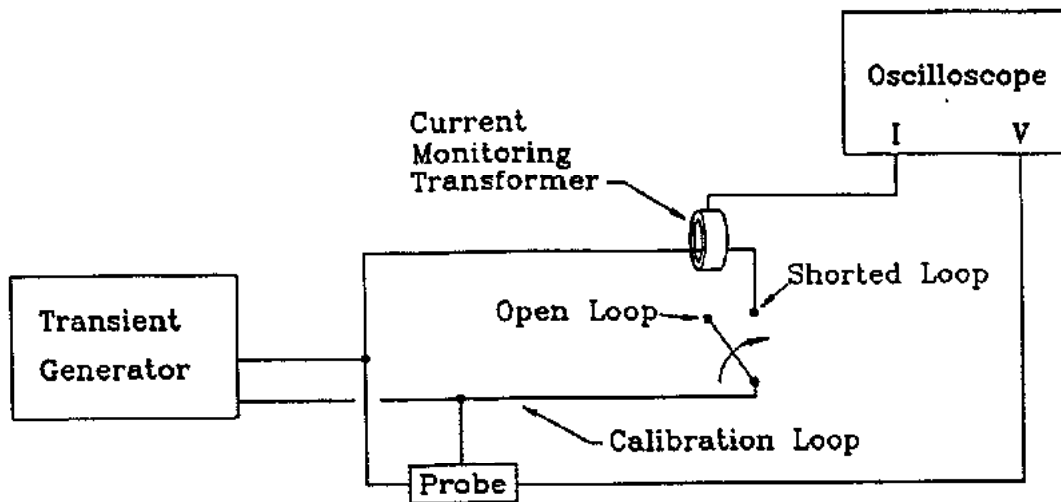 Oscilloscope
I V
Current
Monitoring
Transformer
Shorted Loop
Open Loop
Transient
Generator
Calibration Loop
Probe